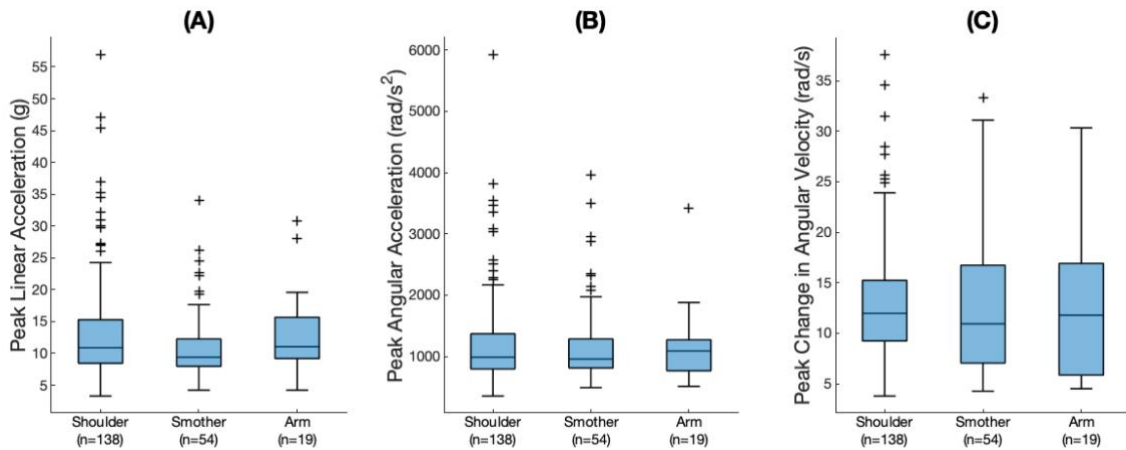 (A)
Peak Linear Acceleration (g)
55
50
45
40
35
30
25
20
15
10
5
Shoulder
(n=138)
Smother
(n=54)
Arm
(n=19)
(B)
Peak Angular Acceleration (rad/s²)
6000
5000
4000
3000
2000
1000
Shoulder
(n=138)
Smother
(n=54)
Arm
(n=19)
(C)
Peak Change in Angular Velocity (rad/s)
35
30
25
20
15
10
5
Shoulder
(n=138)
Smother
(n=54)
Arm
(n=19)